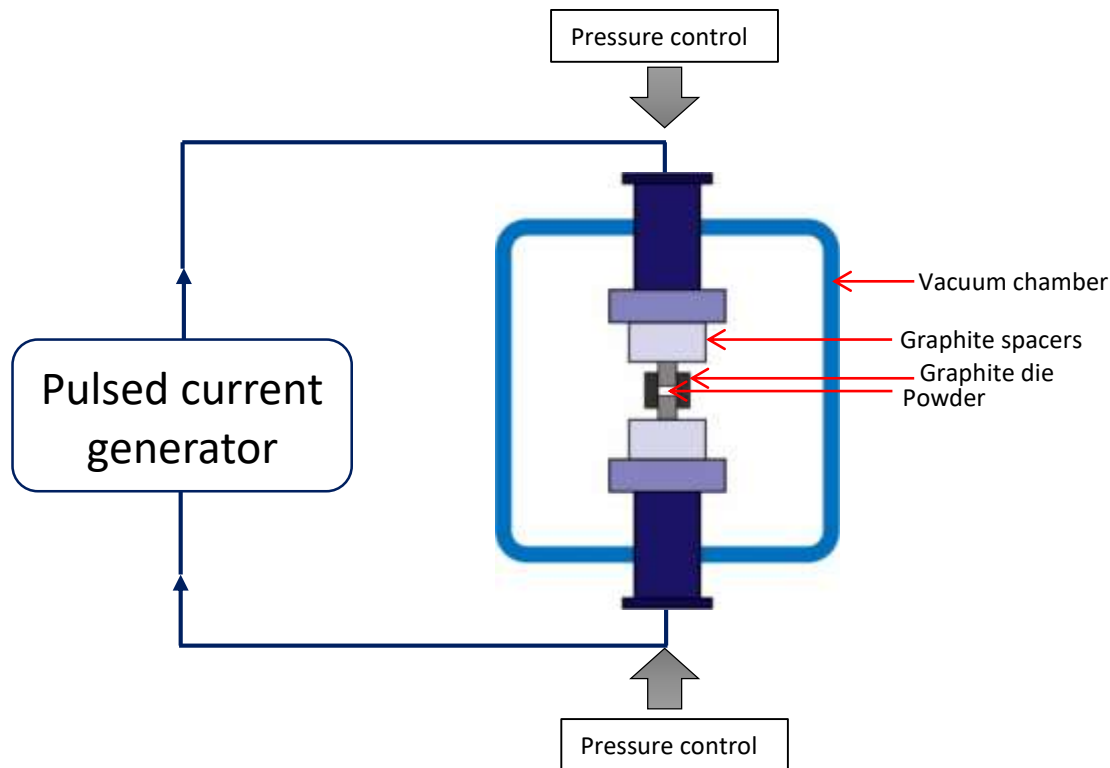 Pressure control
Vacuum chamber
Graphite spacers
Graphite die
Powder
Pulsed current
generator
Pressure control